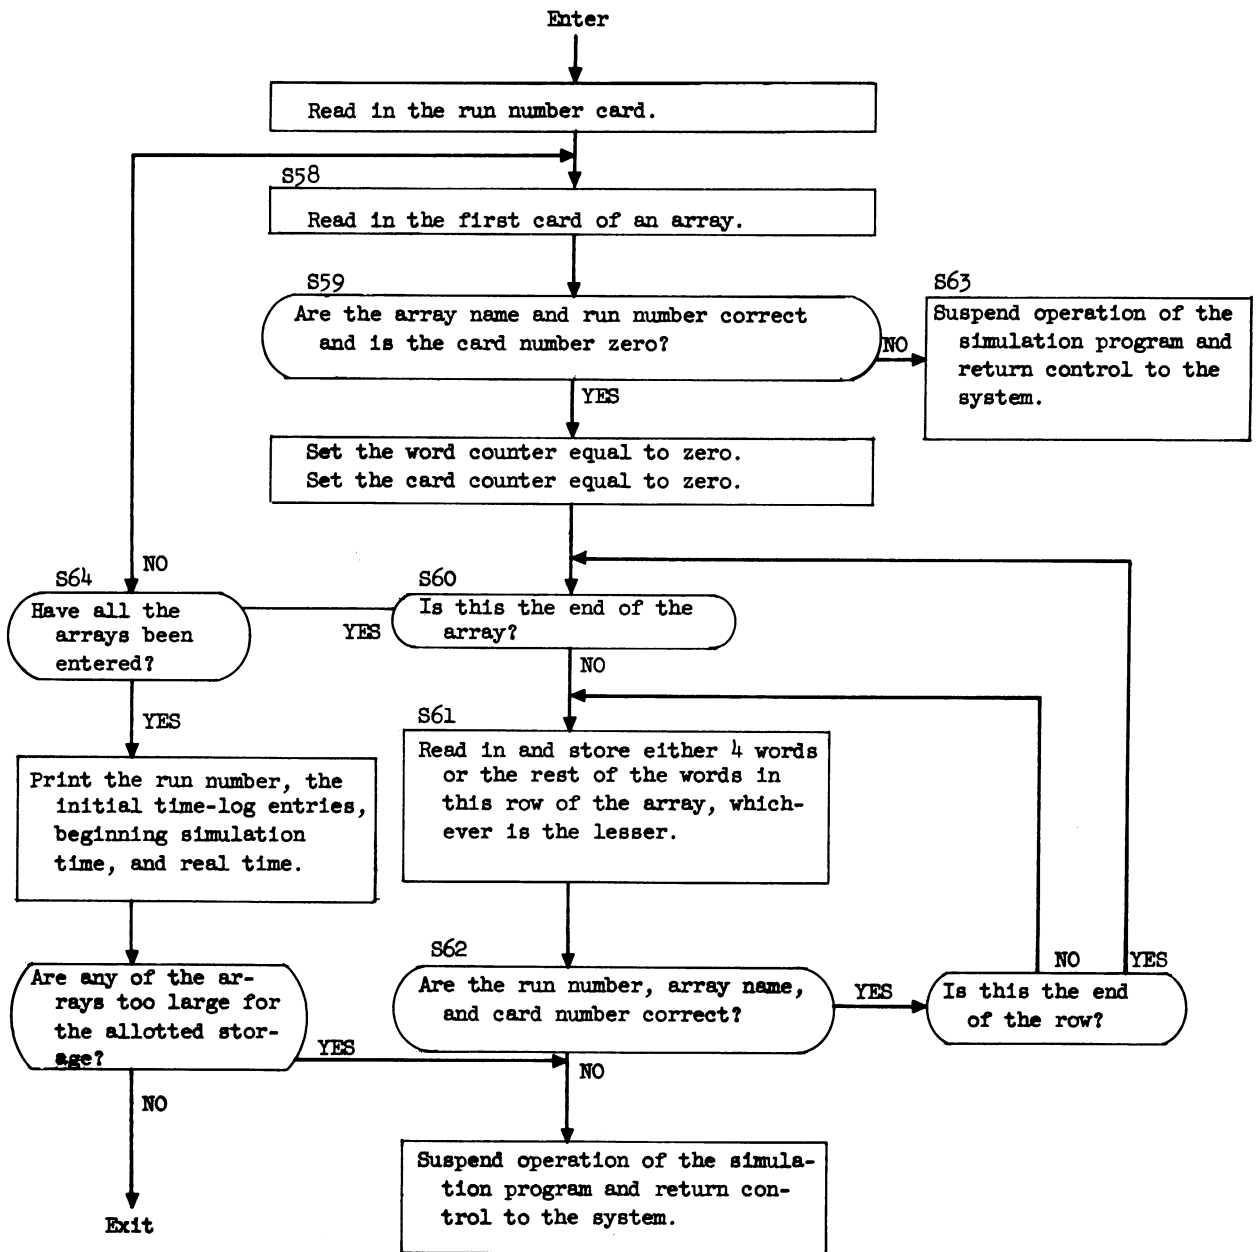 Enter
Read in the run number card.
S58
Read in the first card of an array.
S59
Are the array name and run number correct
and is the card number zero?
NO
S63
Suspend operation of the
simulation program and
return control to the
system.
YES
Set the word counter equal to zero.
Set the card counter equal to zero.
NO
S64
Have all the
arrays been
entered?
YES
S60
Is this the end of the
array?
NO
YES
S61
Read in and store either 4 words
or the rest of the words in
this row of the array, which-
ever is the lesser.
Print the run number, the
initial time-log entries,
beginning simulation
time, and real time.
S62
Are the run number, array name,
and card number correct?
YES
NO
YES
Is this the end
of the row?
Are any of the ar-
rays too large for
the allotted stor-
age?
YES
NO
NO
Suspend operation of the simula-
tion program and return con-
trol to the system.
Exit